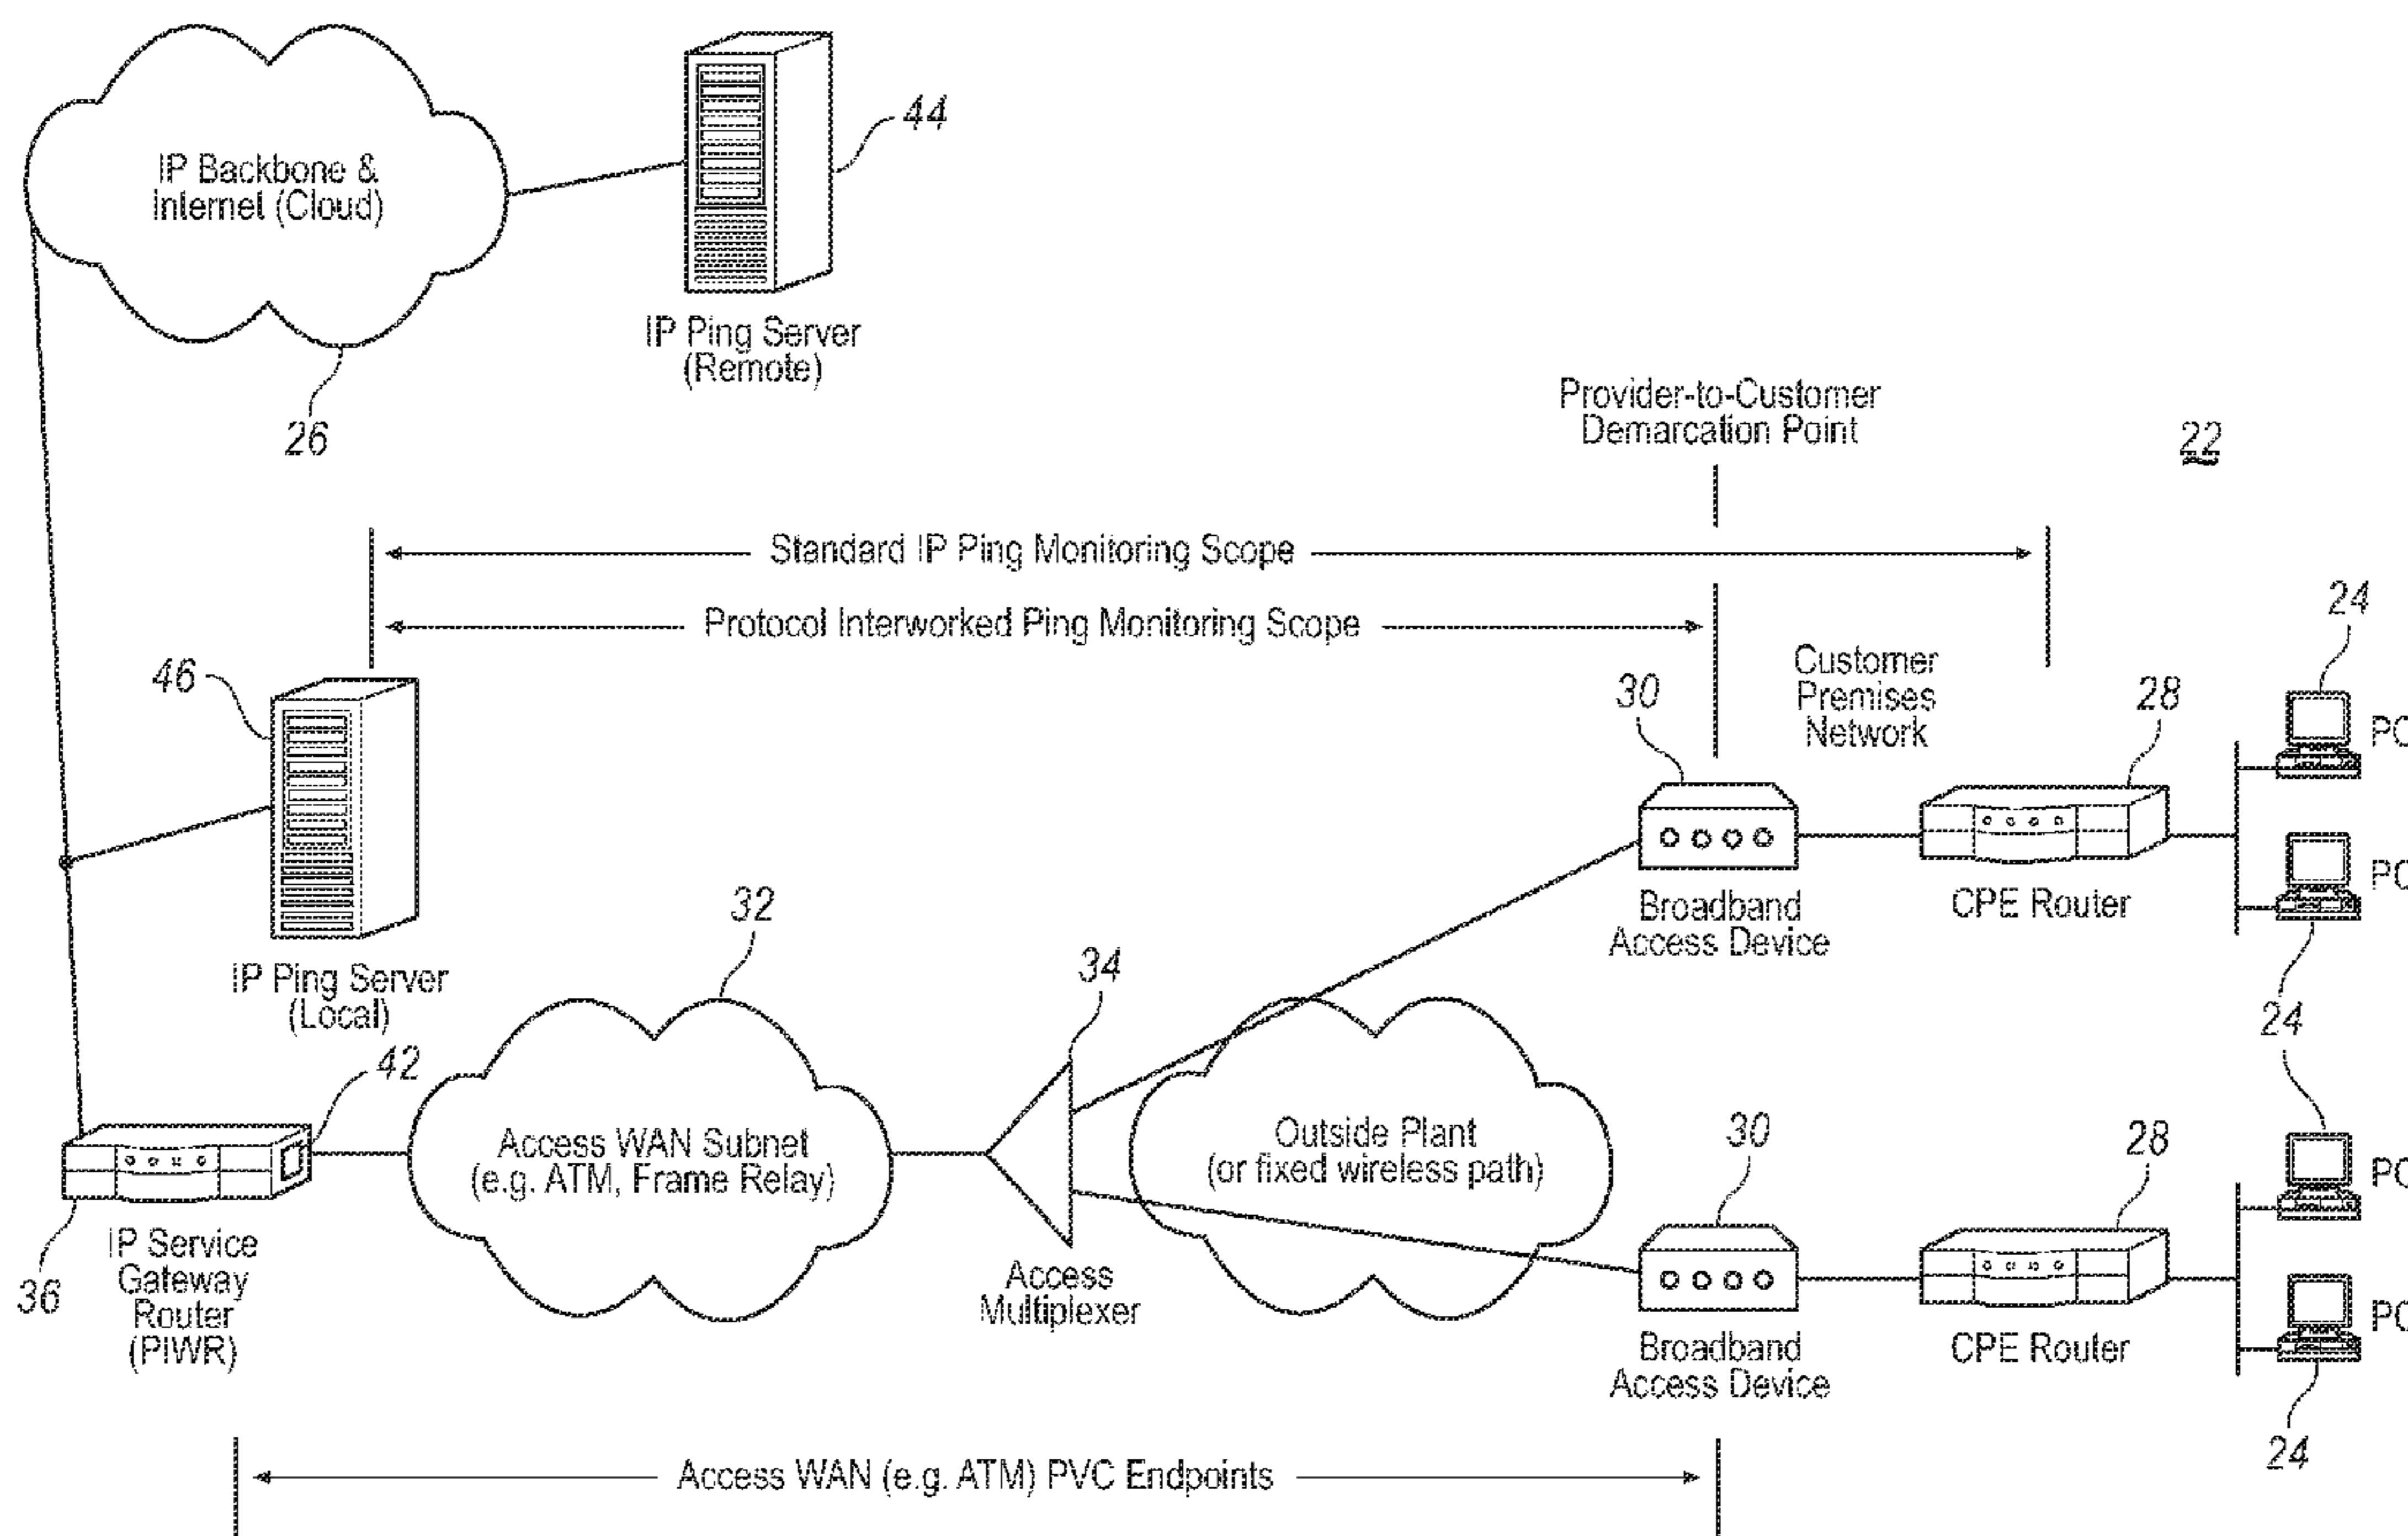 IP Backbone &
Internet (Cloud)
44
IP Ping Server
(Remote)
26
Provider-to-Customer
Demarcation Point
22
Standard IP Ping Monitoring Scope
Protocol Interworked Ping Monitoring Scope
24
46
30
Customer
Premises
Network
28
PC
PC
Broadband
Access Device
CPE Router
32
34
IP Ping Server
(Local)
24
42
24
Access WAN Subnet
(e.g. ATM, Frame Relay)
Outside Plant
(or fixed wireless path)
30
28
PC
36
IP Service
Gateway
Router
(PIWR)
Access
Multiplexer
PC
Broadband
Access Device
CPE Router
24
Access WAN (e.g. ATM) PVC Endpoints